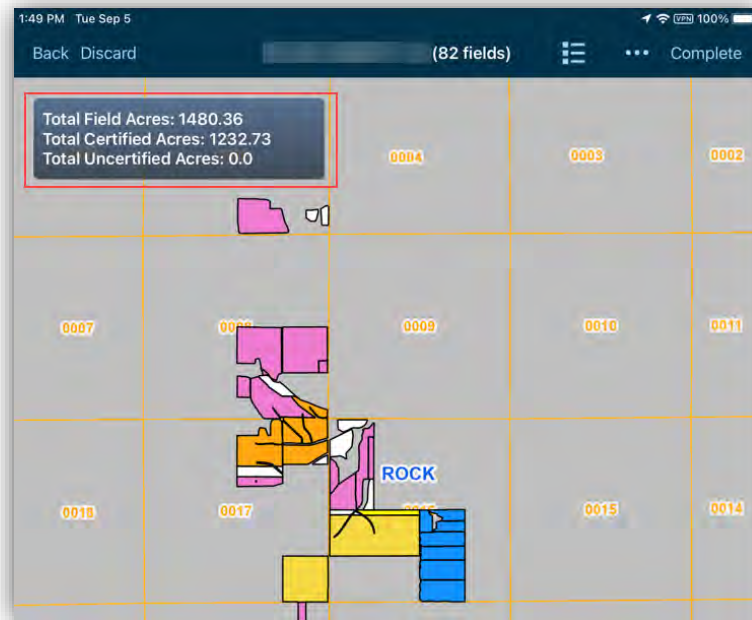 1:49 PM Tue Sep 5
VPN 100%
Back Discard
(82 fields)
Complete
Total Field Acres: 1480.36
Total Certified Acres: 1232.73
Total Uncertified Acres: 0.0
0004
0003
0002
0007
0009
0010
0011
ROCK
0018
0017
0015
0014